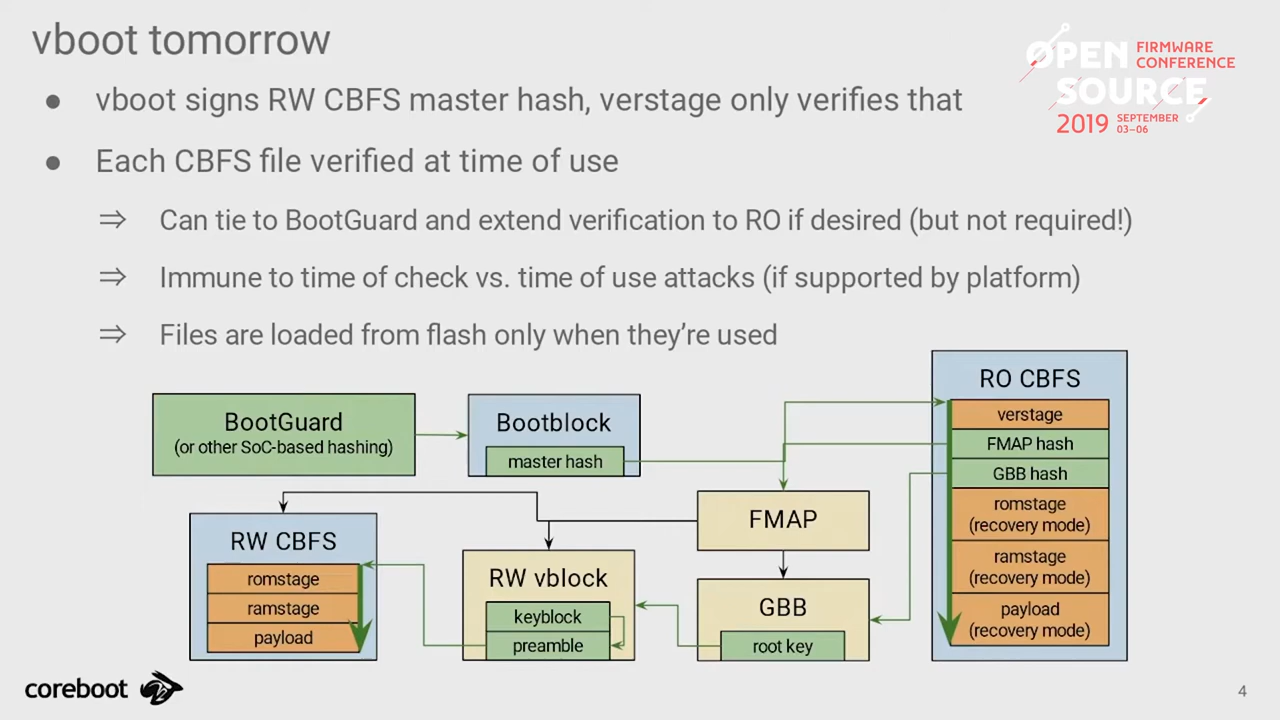 vboot tomorrow
OPEN SOURCE
FIRMWARE
CONFERENCE
2019 SEPTEMBER
03–06
● vboot signs RW CBFS master hash, verstage only verifies that
● Each CBFS file verified at time of use
⇒ Can tie to BootGuard and extend verification to RO if desired (but not required!)
⇒ Immune to time of check vs. time of use attacks (if supported by platform)
⇒ Files are loaded from flash only when they're used
BootGuard
(or other SoC-based hashing)
Bootblock
master hash
RO CBFS
verstage
FMAP hash
GBB hash
romstage
(recovery mode)
ramstage
(recovery mode)
payload
(recovery mode)
RW CBFS
romstage
ramstage
payload
RW vblock
keyblock
preamble
FMAP
GBB
root key
coreboot
4